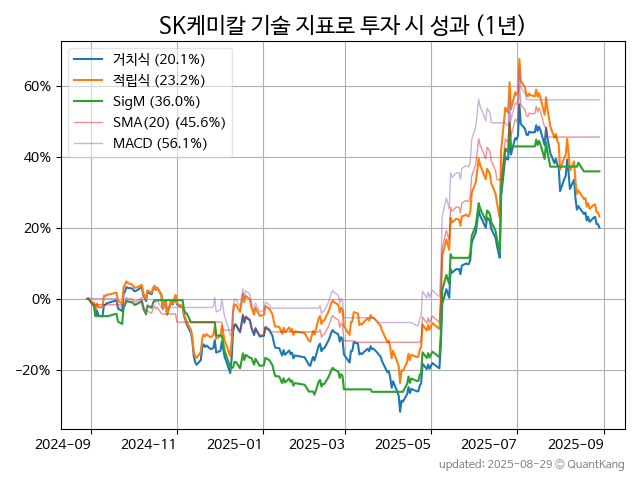 SK케미칼 기술 지표로 투자 시 성과 (1년)
거치식 (20.1%)
적립식 (23.2%)
SigM (36.0%)
SMA(20) (45.6%)
MACD (56.1%)
60%
40%
20%
0%
−20%
2024-09 2024-11 2025-01 2025-03 2025-05 2025-07 2025-09
updated: 2025-08-29 © QuantKang